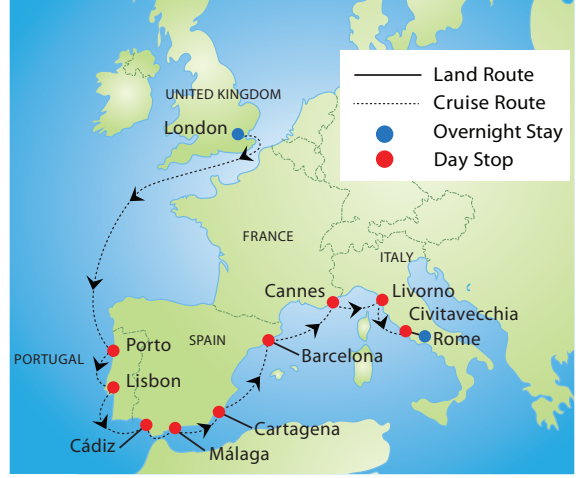 Land Route
Cruise Route
Overnight Stay
Day Stop
UNITED KINGDOM
London
FRANCE
ITALY
Cannes
Livorno
Civitavecchia
Rome
Porto
SPAIN
Barcelona
PORTUGAL
Lisbon
Cartagena
Cádiz
Málaga